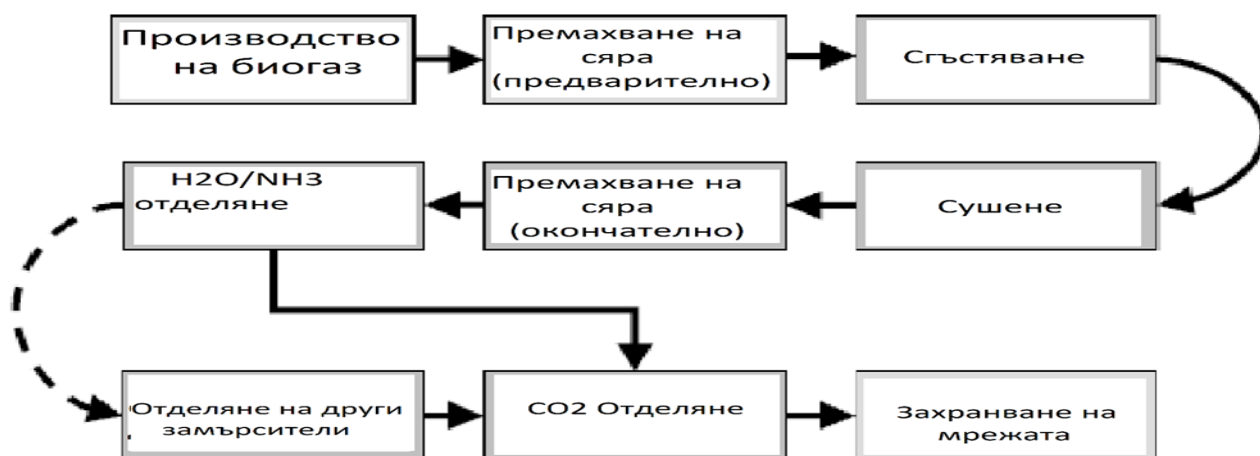 Производство
на биогаз
Премахване на
сяра
(предварително)
Сгъстяване
H2O/NH3
отделяне
Премахване на
сяра
(окончателно)
Сушене
Отделяне на други
замърсители
CO2 Отделяне
Захранване на
мрежата